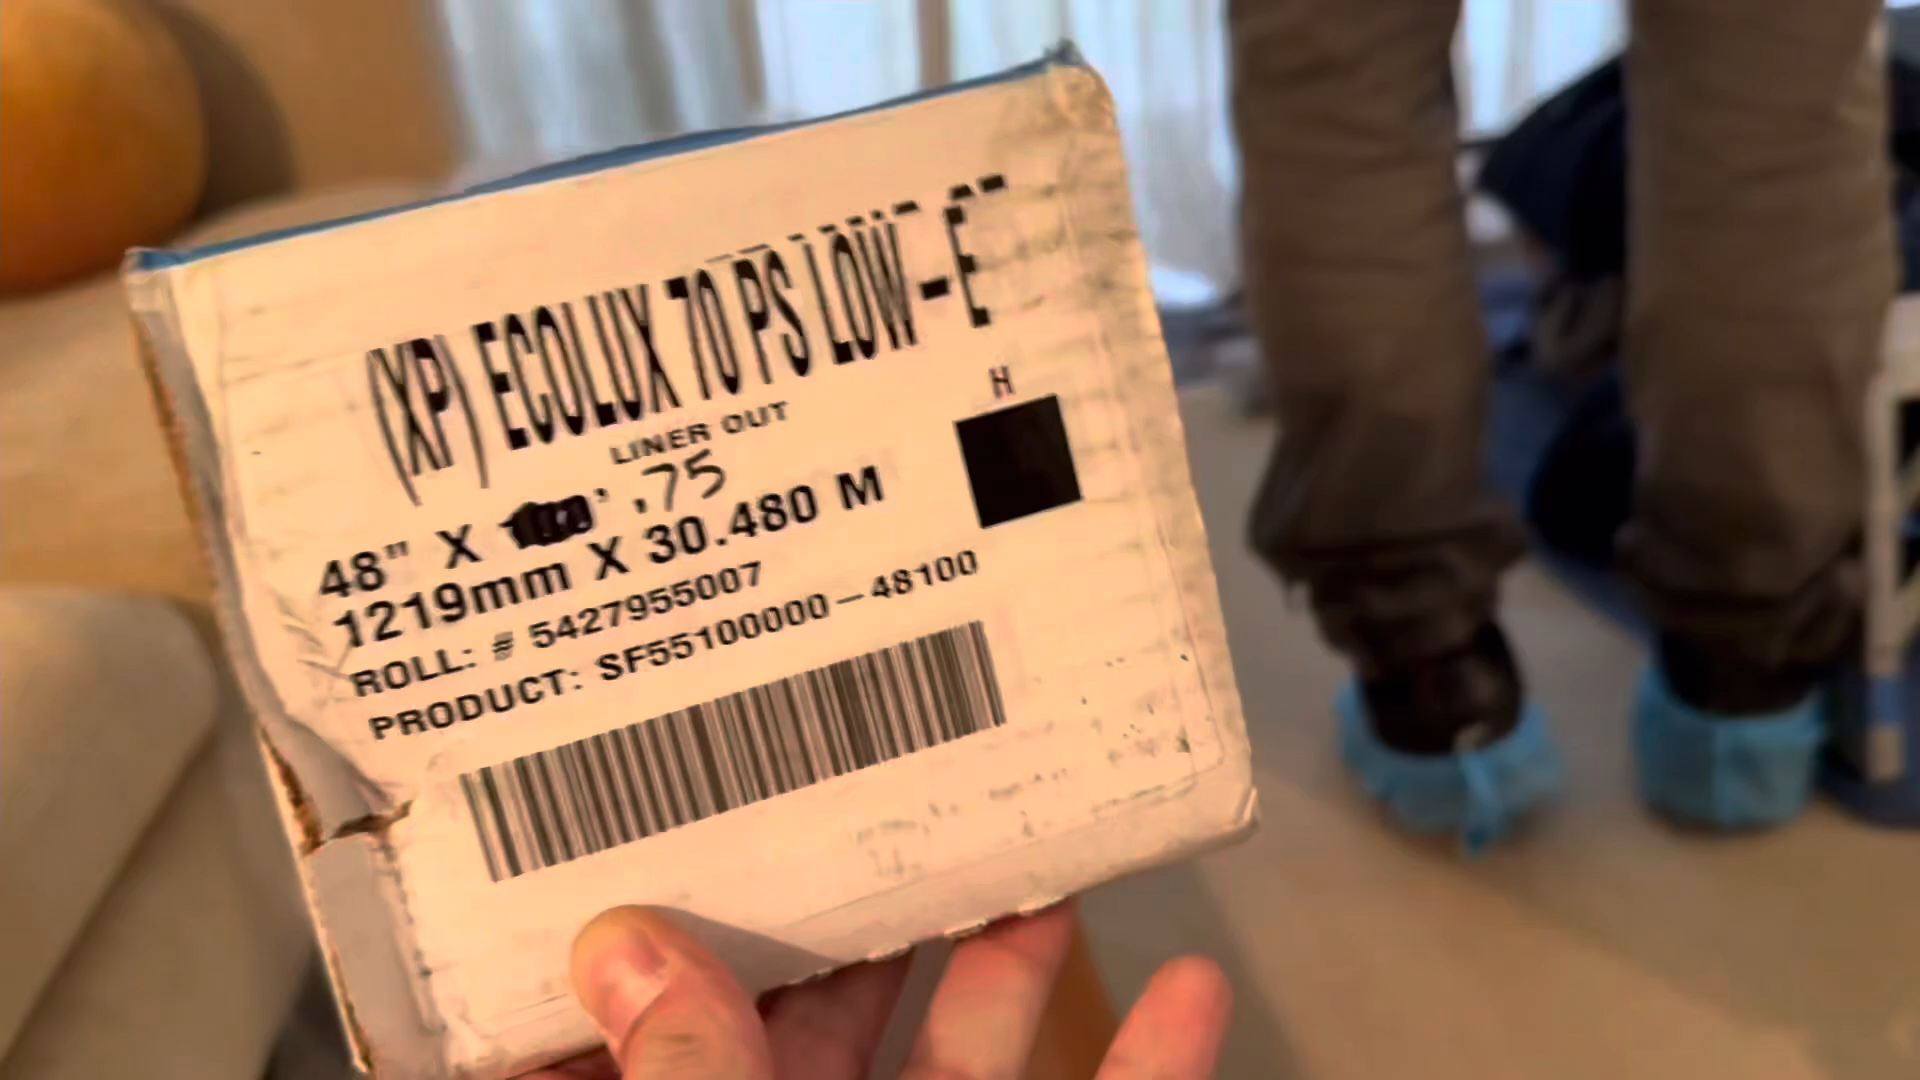 (XP) ECOLUX 70 PS LOW-E
LINER OUT
H
48" X ' .75
1219mm X 30.480 M
ROLL: # 5427955007
PRODUCT: SF55100000-48100